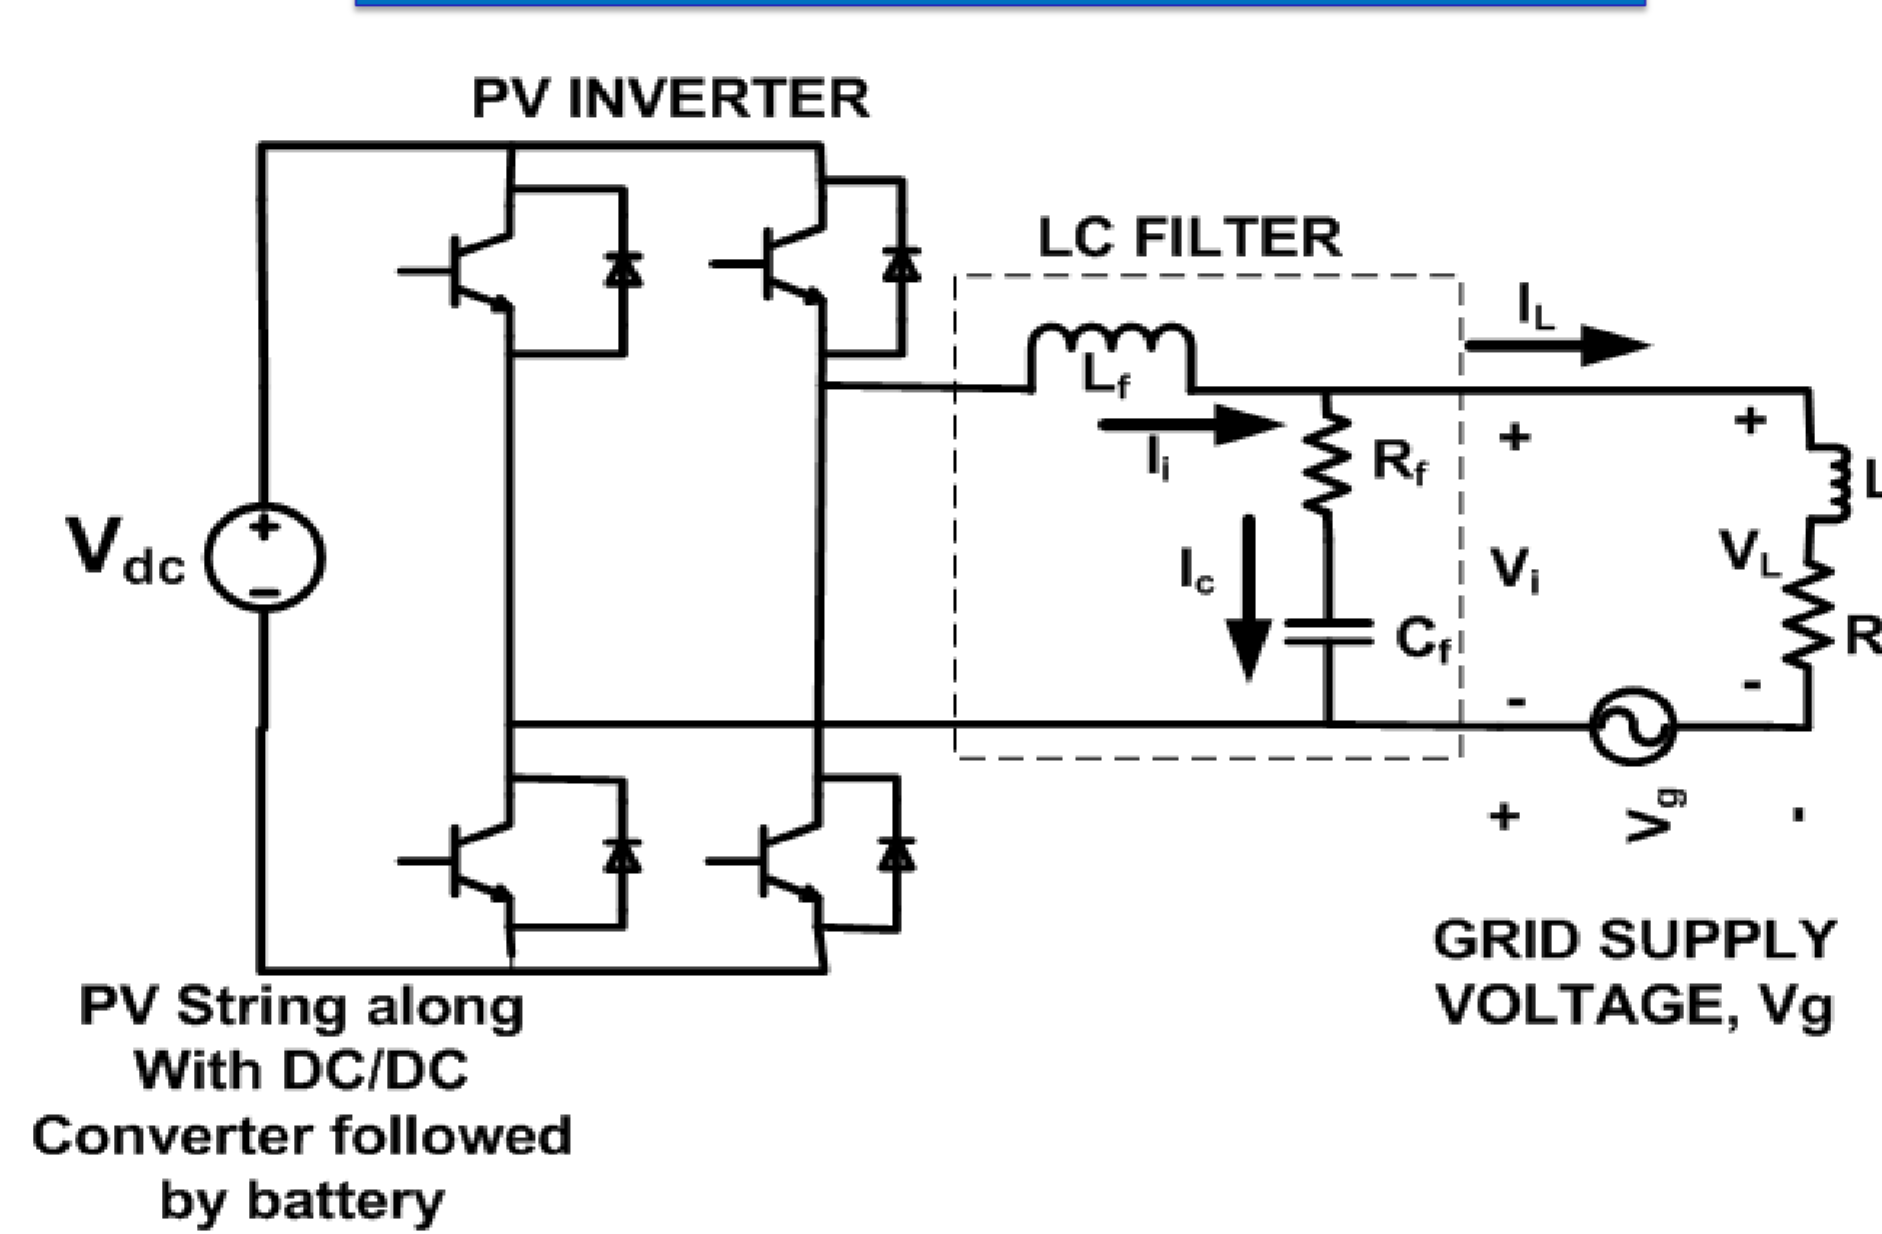 PV INVERTER
LC FILTER
IL
Lf
+
+
Ii
Rf
L
+
Vdc
−
Ic
Vi
VL
Cf
R
-
-
+
Vg
-
GRID SUPPLY
VOLTAGE, Vg
PV String along
With DC/DC
Converter followed
by battery